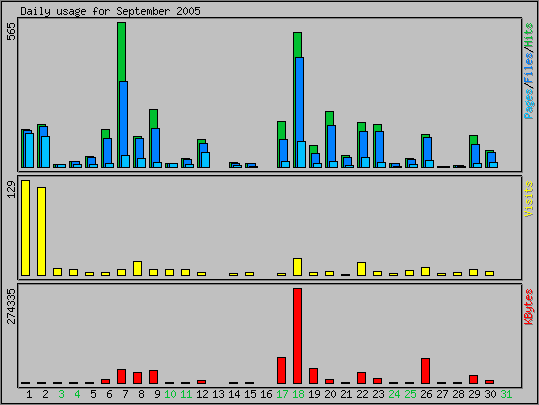 Daily usage for September 2005
565
Pages/Files/Hits
129
Visits
274335
KBytes
1 2 3 4 5 6 7 8 9 10 11 12 13 14 15 16 17 18 19 20 21 22 23 24 25 26 27 28 29 30 31